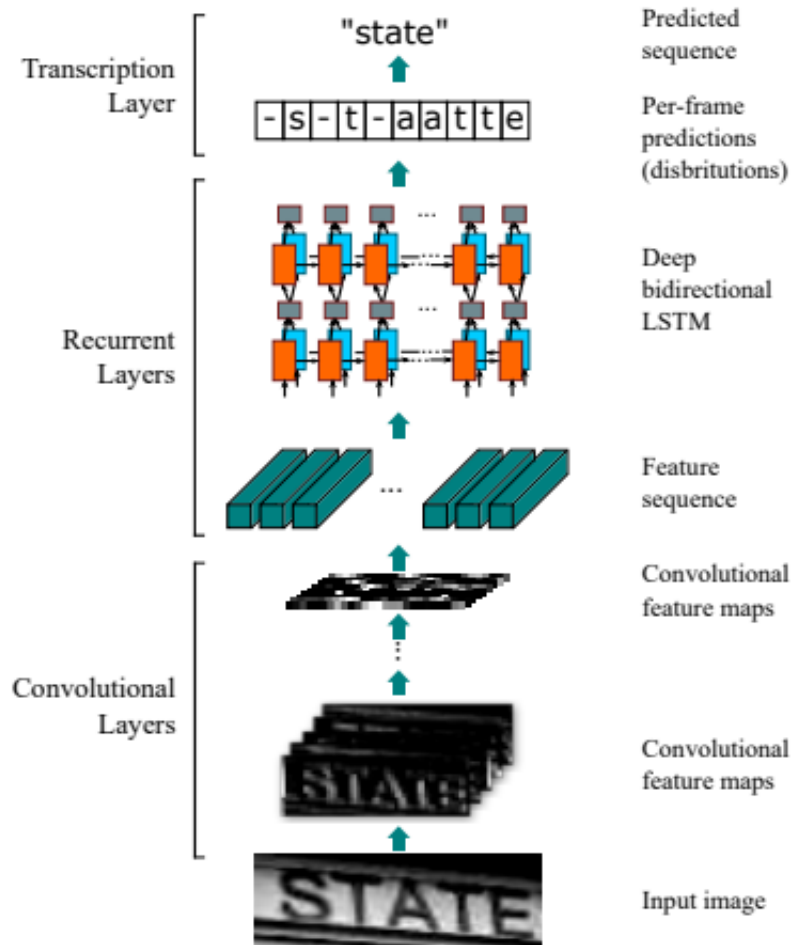 "state"
Predicted
sequence
Transcription
Layer
-s-t-aatte
Per-frame
predictions
(disbritutions)
Deep
bidirectional
LSTM
Recurrent
Layers
...
Feature
sequence
Convolutional
feature maps
Convolutional
Layers
STATE
Convolutional
feature maps
STATE
Input image